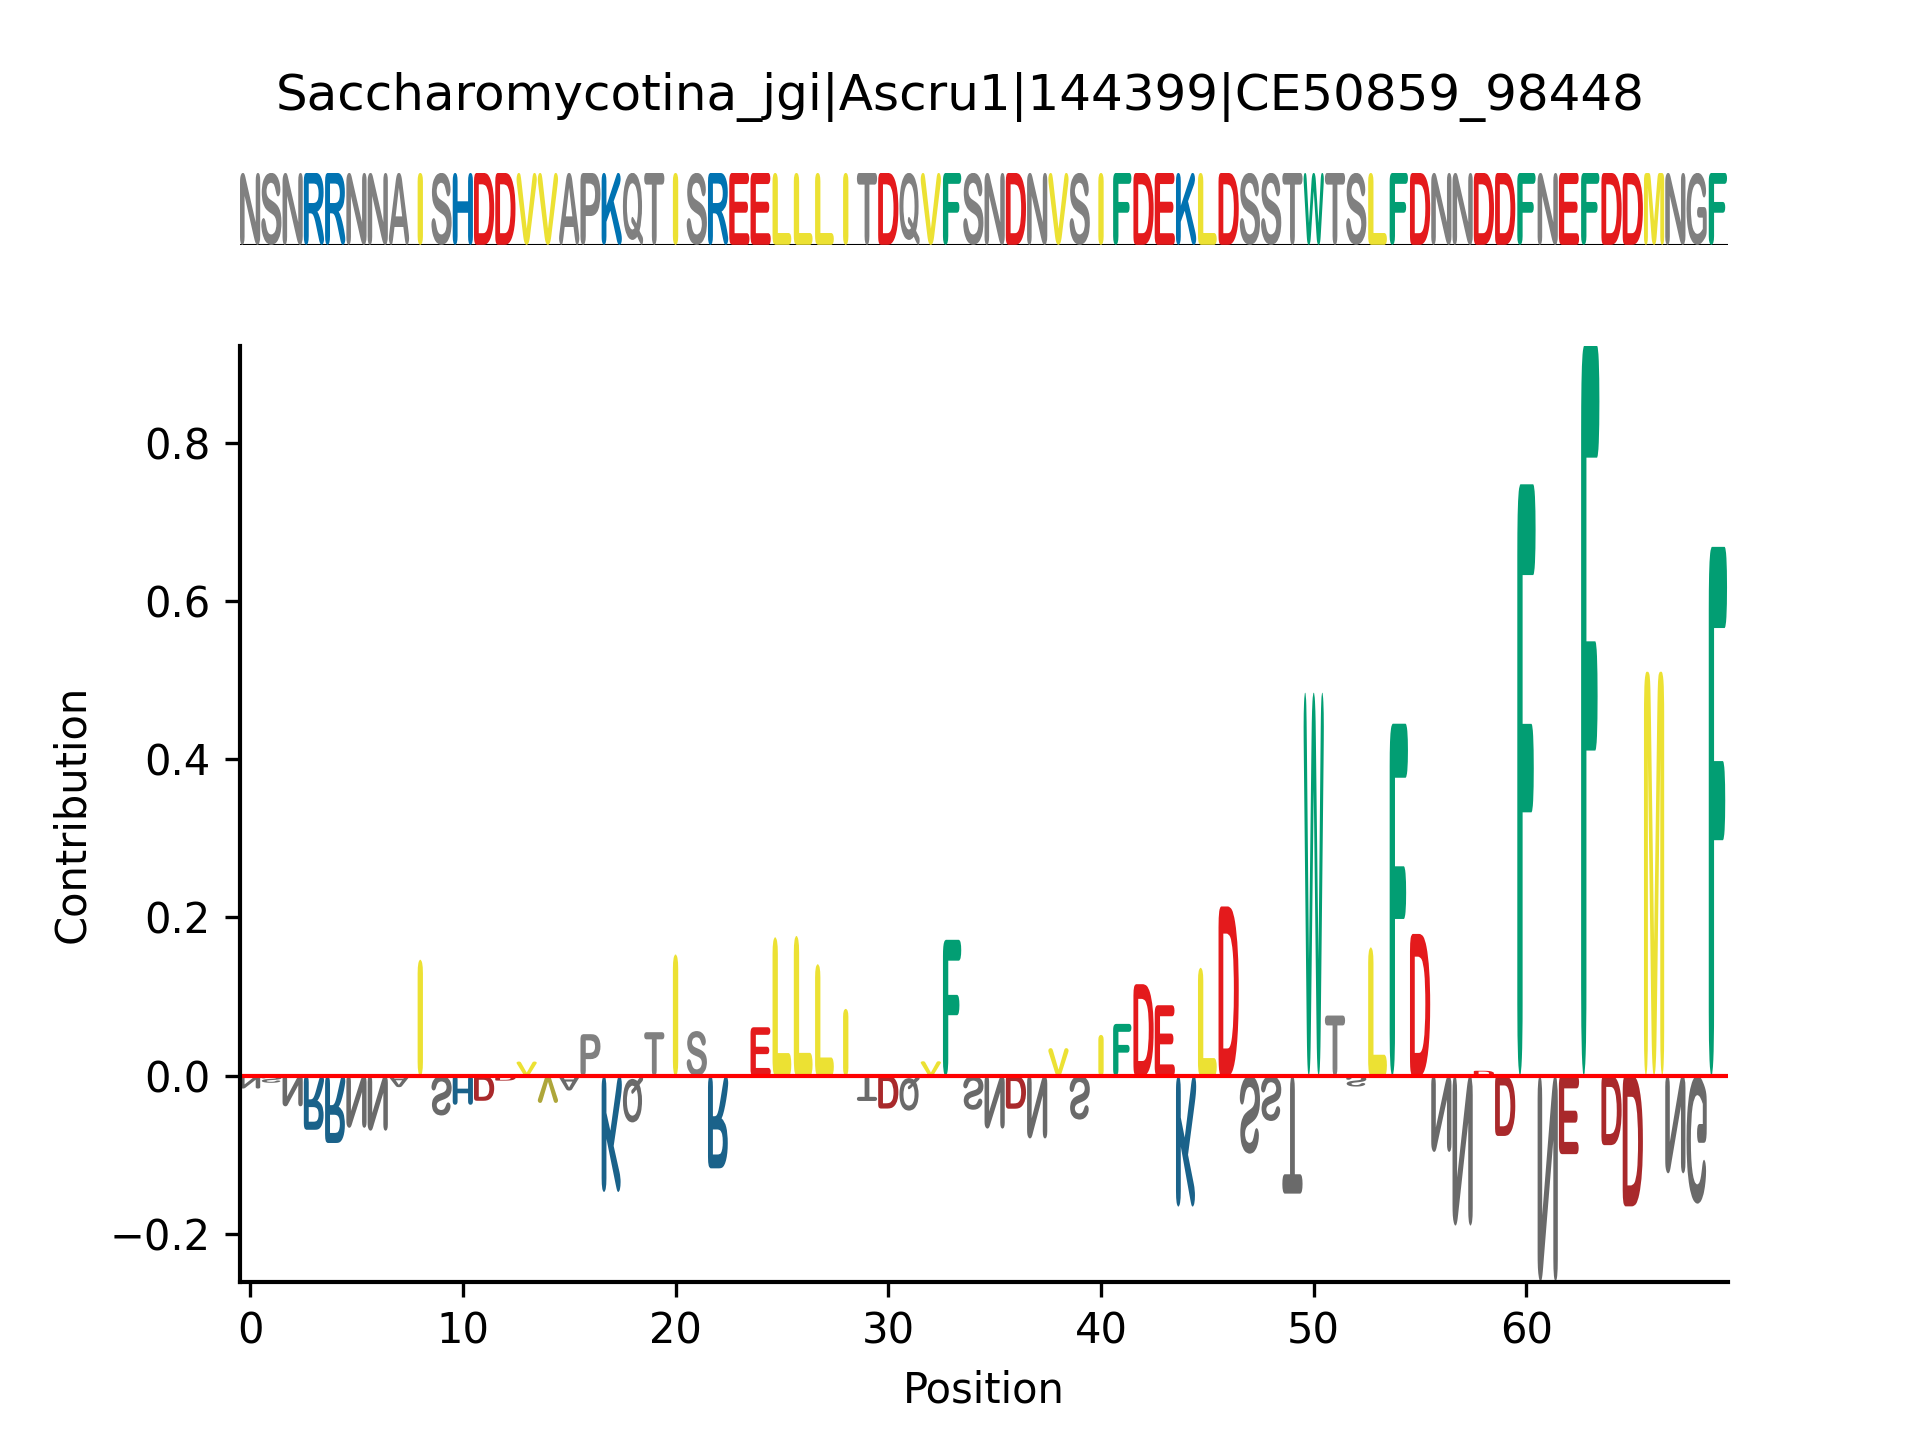 Saccharomycotina_jgi|Ascru1|144399|CE50859_98448
NSNRRNNAISHDDVVAPKQTISREELLLITDQVFSNDNVSIFDEKLDSSTWTSLFDNNDDFNEFDDMNGF
Contribution
0.8
0.6
0.4
0.2
0.0
−0.2
NSNRRNNAISHDDVVAPKQTISRELLLITDQVFSNDNVSIFDEKLDSSTWTSLFDNNDDFNEFDDMNGF
0 10 20 30 40 50 60
Position